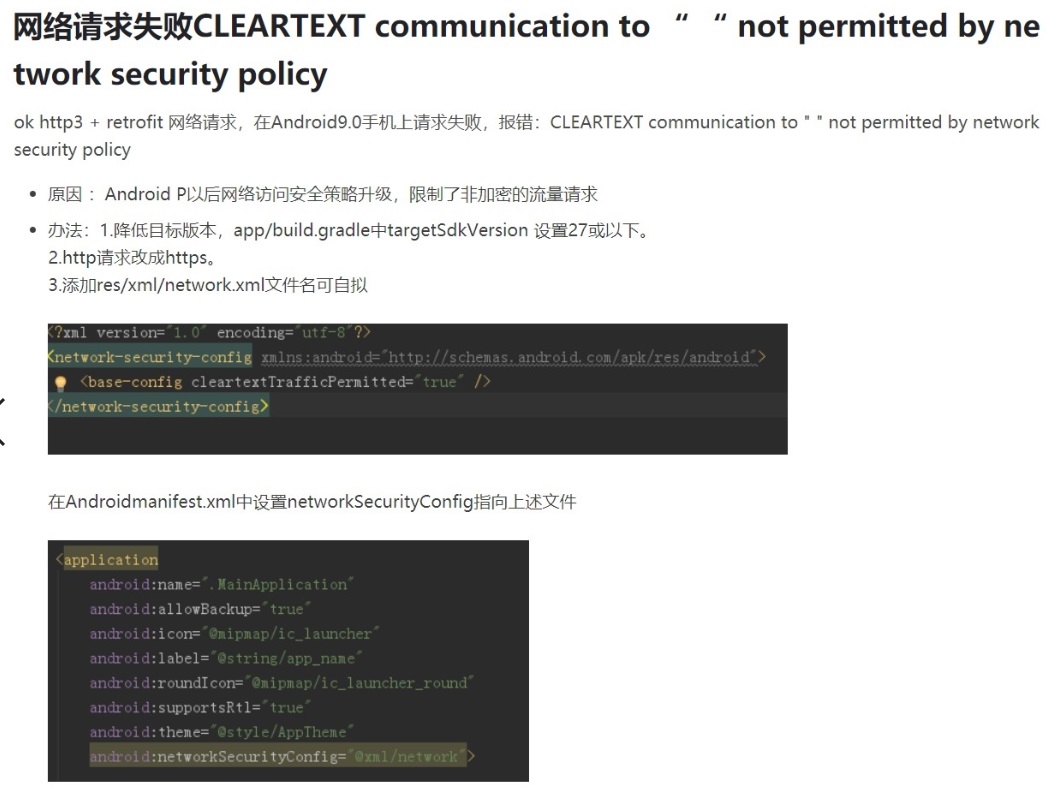 网络请求失败CLEARTEXT communication to “ “ not permitted by ne
twork security policy
ok http3 + retrofit 网络请求，在Android9.0手机上请求失败，报错：CLEARTEXT communication to " " not permitted by network
security policy
• 原因 ：Android P以后网络访问安全策略升级，限制了非加密的流量请求
• 办法：1.降低目标版本，app/build.gradle中targetSdkVersion 设置27或以下。
2.http请求改成https。
3.添加res/xml/network.xml文件名可自拟
<?xml version="1.0" encoding="utf-8"?>
<network-security-config xmlns:android="http://schemas.android.com/apk/res/android">
<base-config cleartextTrafficPermitted="true" />
</network-security-config>
在Androidmanifest.xml中设置networkSecurityConfig指向上述文件
<application
android:name=".MainApplication"
android:allowBackup="true"
android:icon="@mipmap/ic_launcher"
android:label="@string/app_name"
android:roundIcon="@mipmap/ic_launcher_round"
android:supportsRtl="true"
android:theme="@style/AppTheme"
android:networkSecurityConfig="@xml/network">